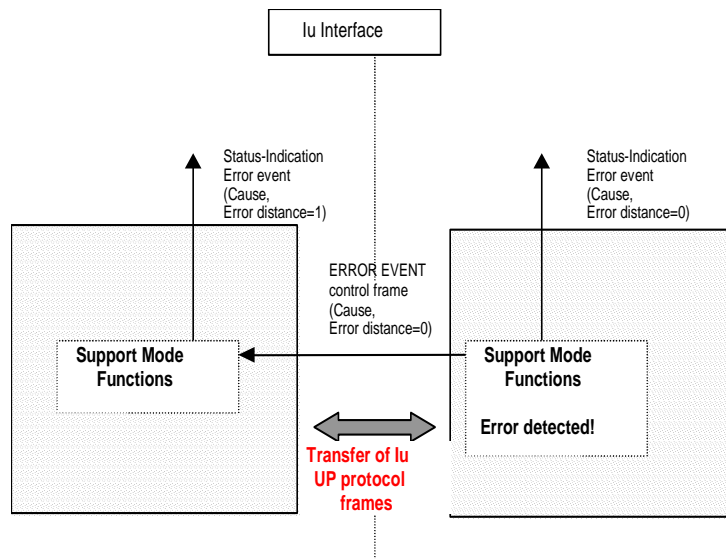 Iu Interface
Status-Indication
Error event
(Cause,
Error distance=1)
Status-Indication
Error event
(Cause,
Error distance=0)
ERROR EVENT
control frame
(Cause,
Error distance=0)
Support Mode
Functions
Support Mode
Functions
Error detected!
Transfer of Iu
UP protocol
frames